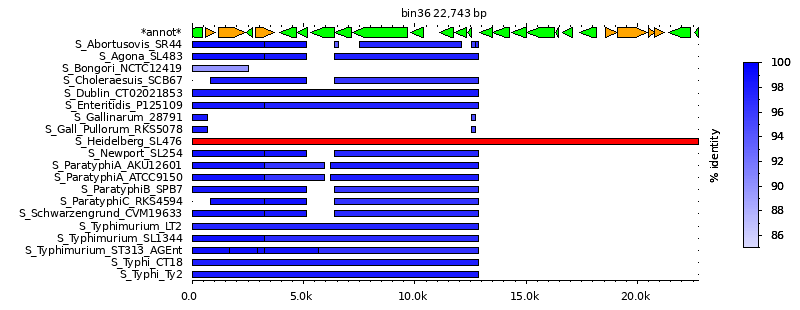 bin36 22,743 bp
*annot*
S_Abortusovis_SR44
S_Agona_SL483
S_Bongori_NCTC12419
S_Choleraesuis_SCB67
S_Dublin_CT02021853
S_Enteritidis_P125109
S_Gallinarum_28791
S_Gall_Pullorum_RKS5078
S_Heidelberg_SL476
S_Newport_SL254
S_ParatyphiA_AKU12601
S_ParatyphiA_ATCC9150
S_ParatyphiB_SPB7
S_ParatyphiC_RKS4594
S_Schwarzengrund_CVM19633
S_Typhimurium_LT2
S_Typhimurium_SL1344
S_Typhimurium_ST313_AGEnt
S_Typhi_CT18
S_Typhi_Ty2
0.0 5.0k 10.0k 15.0k 20.0k
% identity
100
98
96
94
92
90
88
86